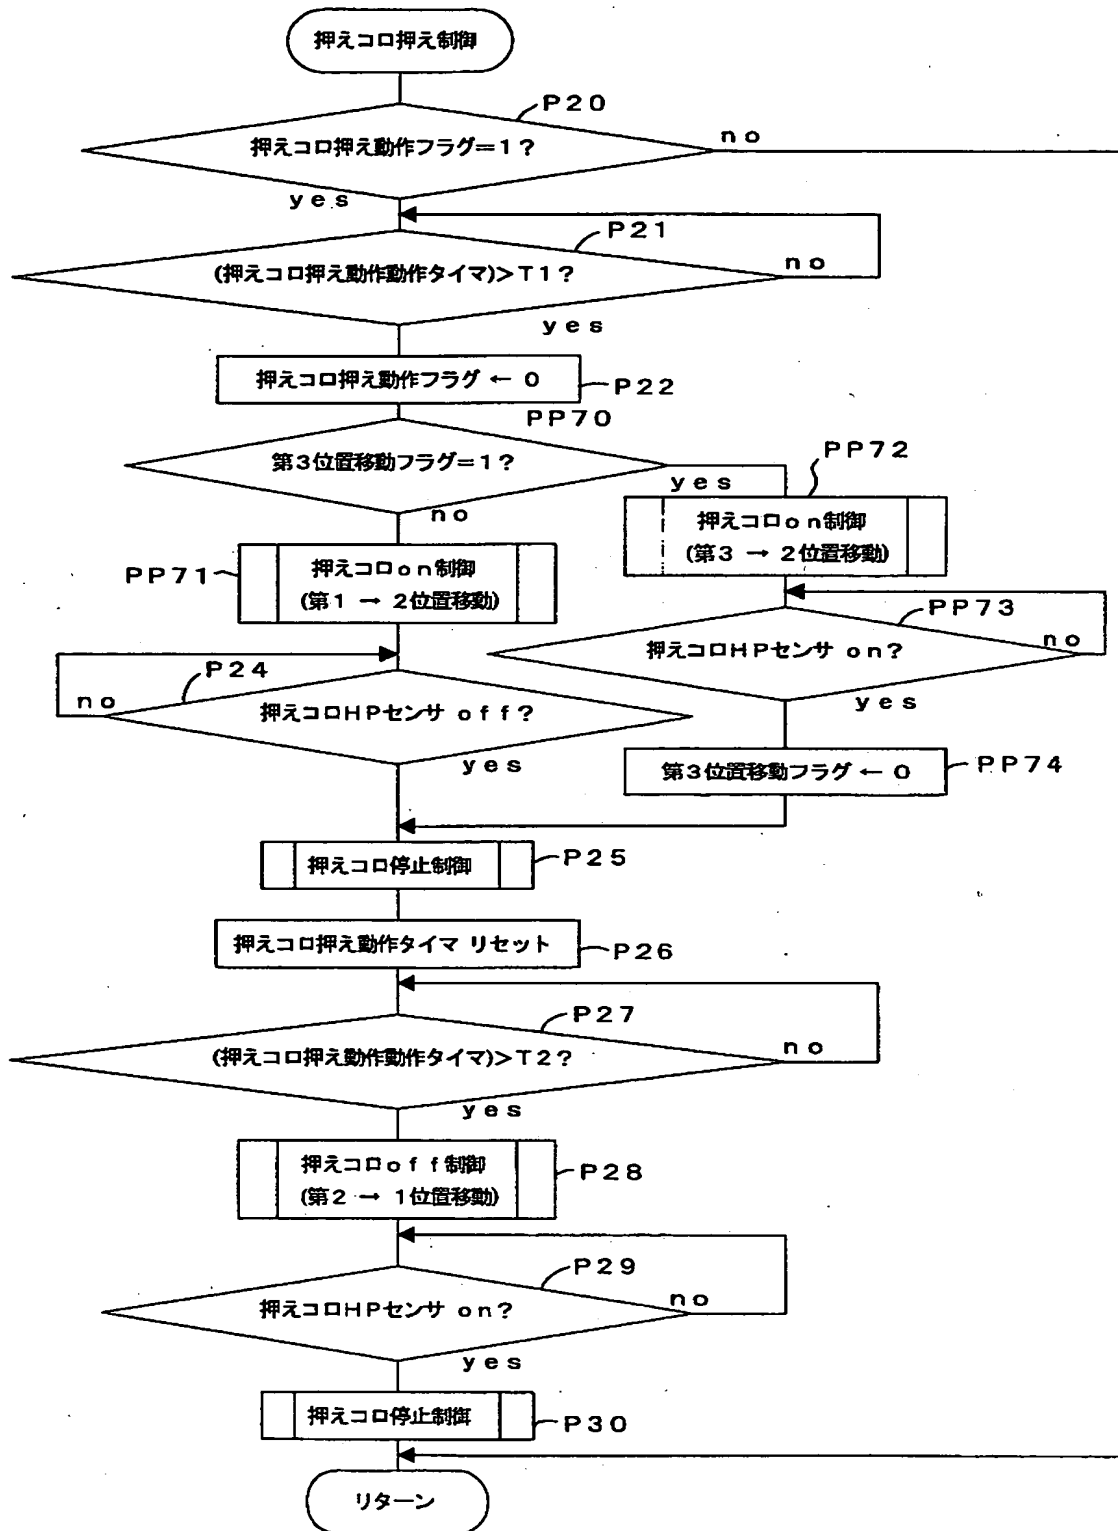 押えコロ押え制御
P20
押えコロ押え動作フラグ=1?
no
yes
P21
(押えコロ押え動作動作タイマ)>T1?
no
yes
押えコロ押え動作フラグ ← 0
P22
PP70
第3位置移動フラグ=1?
yes
no
PP72
押えコロon制御
(第3 → 2位置移動)
PP71
押えコロon制御
(第1 → 2位置移動)
PP73
押えコロHPセンサ on?
no
yes
P24
no
押えコロHPセンサ off?
yes
第3位置移動フラグ ← 0
PP74
押えコロ停止制御
P25
押えコロ押え動作タイマ リセット
P26
P27
(押えコロ押え動作動作タイマ)>T2?
no
yes
押えコロoff制御
(第2 → 1位置移動)
P28
P29
押えコロHPセンサ on?
no
yes
押えコロ停止制御
P30
リターン